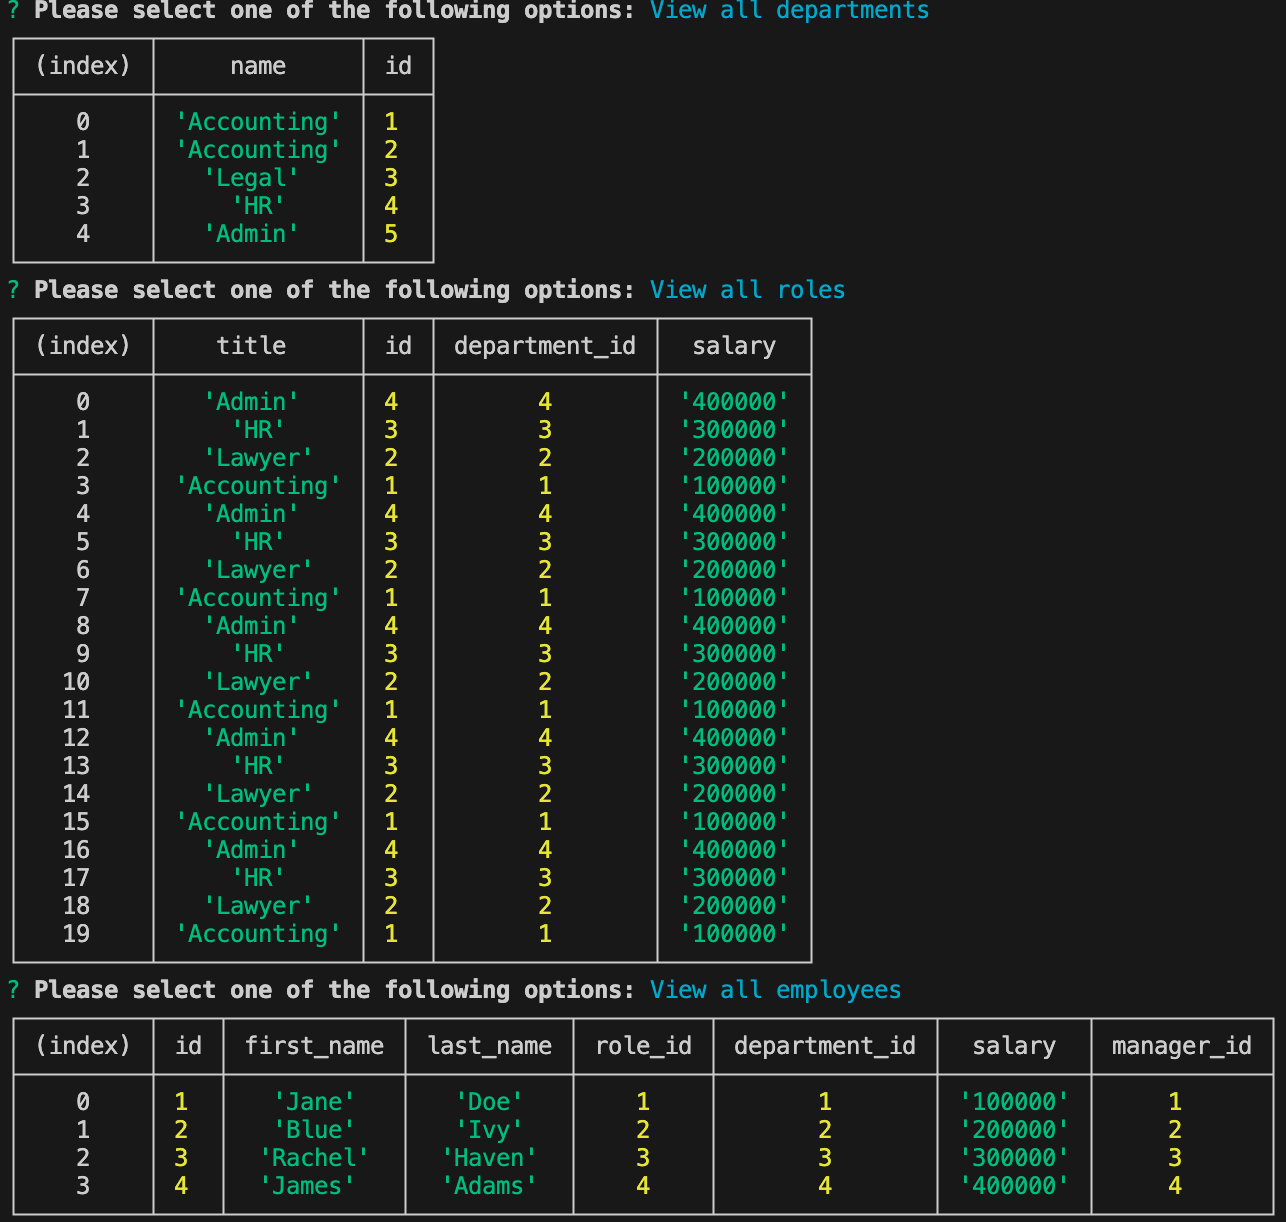 ? Please select one of the following options: View all departments
(index) name id
0 'Accounting' 1
1 'Accounting' 2
2 'Legal' 3
3 'HR' 4
4 'Admin' 5
? Please select one of the following options: View all roles
(index) title id department_id salary
0 'Admin' 4 4 '400000'
1 'HR' 3 3 '300000'
2 'Lawyer' 2 2 '200000'
3 'Accounting' 1 1 '100000'
4 'Admin' 4 4 '400000'
5 'HR' 3 3 '300000'
6 'Lawyer' 2 2 '200000'
7 'Accounting' 1 1 '100000'
8 'Admin' 4 4 '400000'
9 'HR' 3 3 '300000'
10 'Lawyer' 2 2 '200000'
11 'Accounting' 1 1 '100000'
12 'Admin' 4 4 '400000'
13 'HR' 3 3 '300000'
14 'Lawyer' 2 2 '200000'
15 'Accounting' 1 1 '100000'
16 'Admin' 4 4 '400000'
17 'HR' 3 3 '300000'
18 'Lawyer' 2 2 '200000'
19 'Accounting' 1 1 '100000'
? Please select one of the following options: View all employees
(index) id first_name last_name role_id department_id salary manager_id
0 1 'Jane' 'Doe' 1 1 '100000' 1
1 2 'Blue' 'Ivy' 2 2 '200000' 2
2 3 'Rachel' 'Haven' 3 3 '300000' 3
3 4 'James' 'Adams' 4 4 '400000' 4